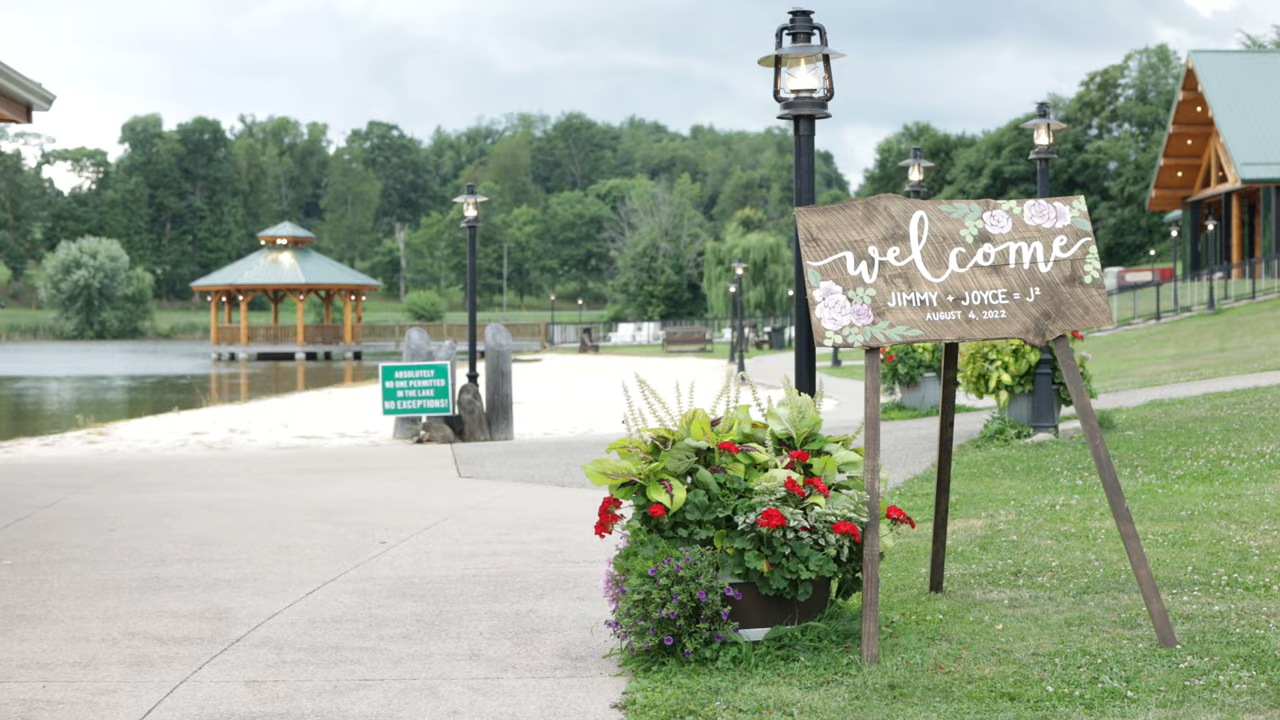 ABSOLUTELY
NO ONE PERMITTED
IN THE LAKE
NO EXCEPTIONS!
welcome
JIMMY + JOYCE = J²
AUGUST 4, 2022